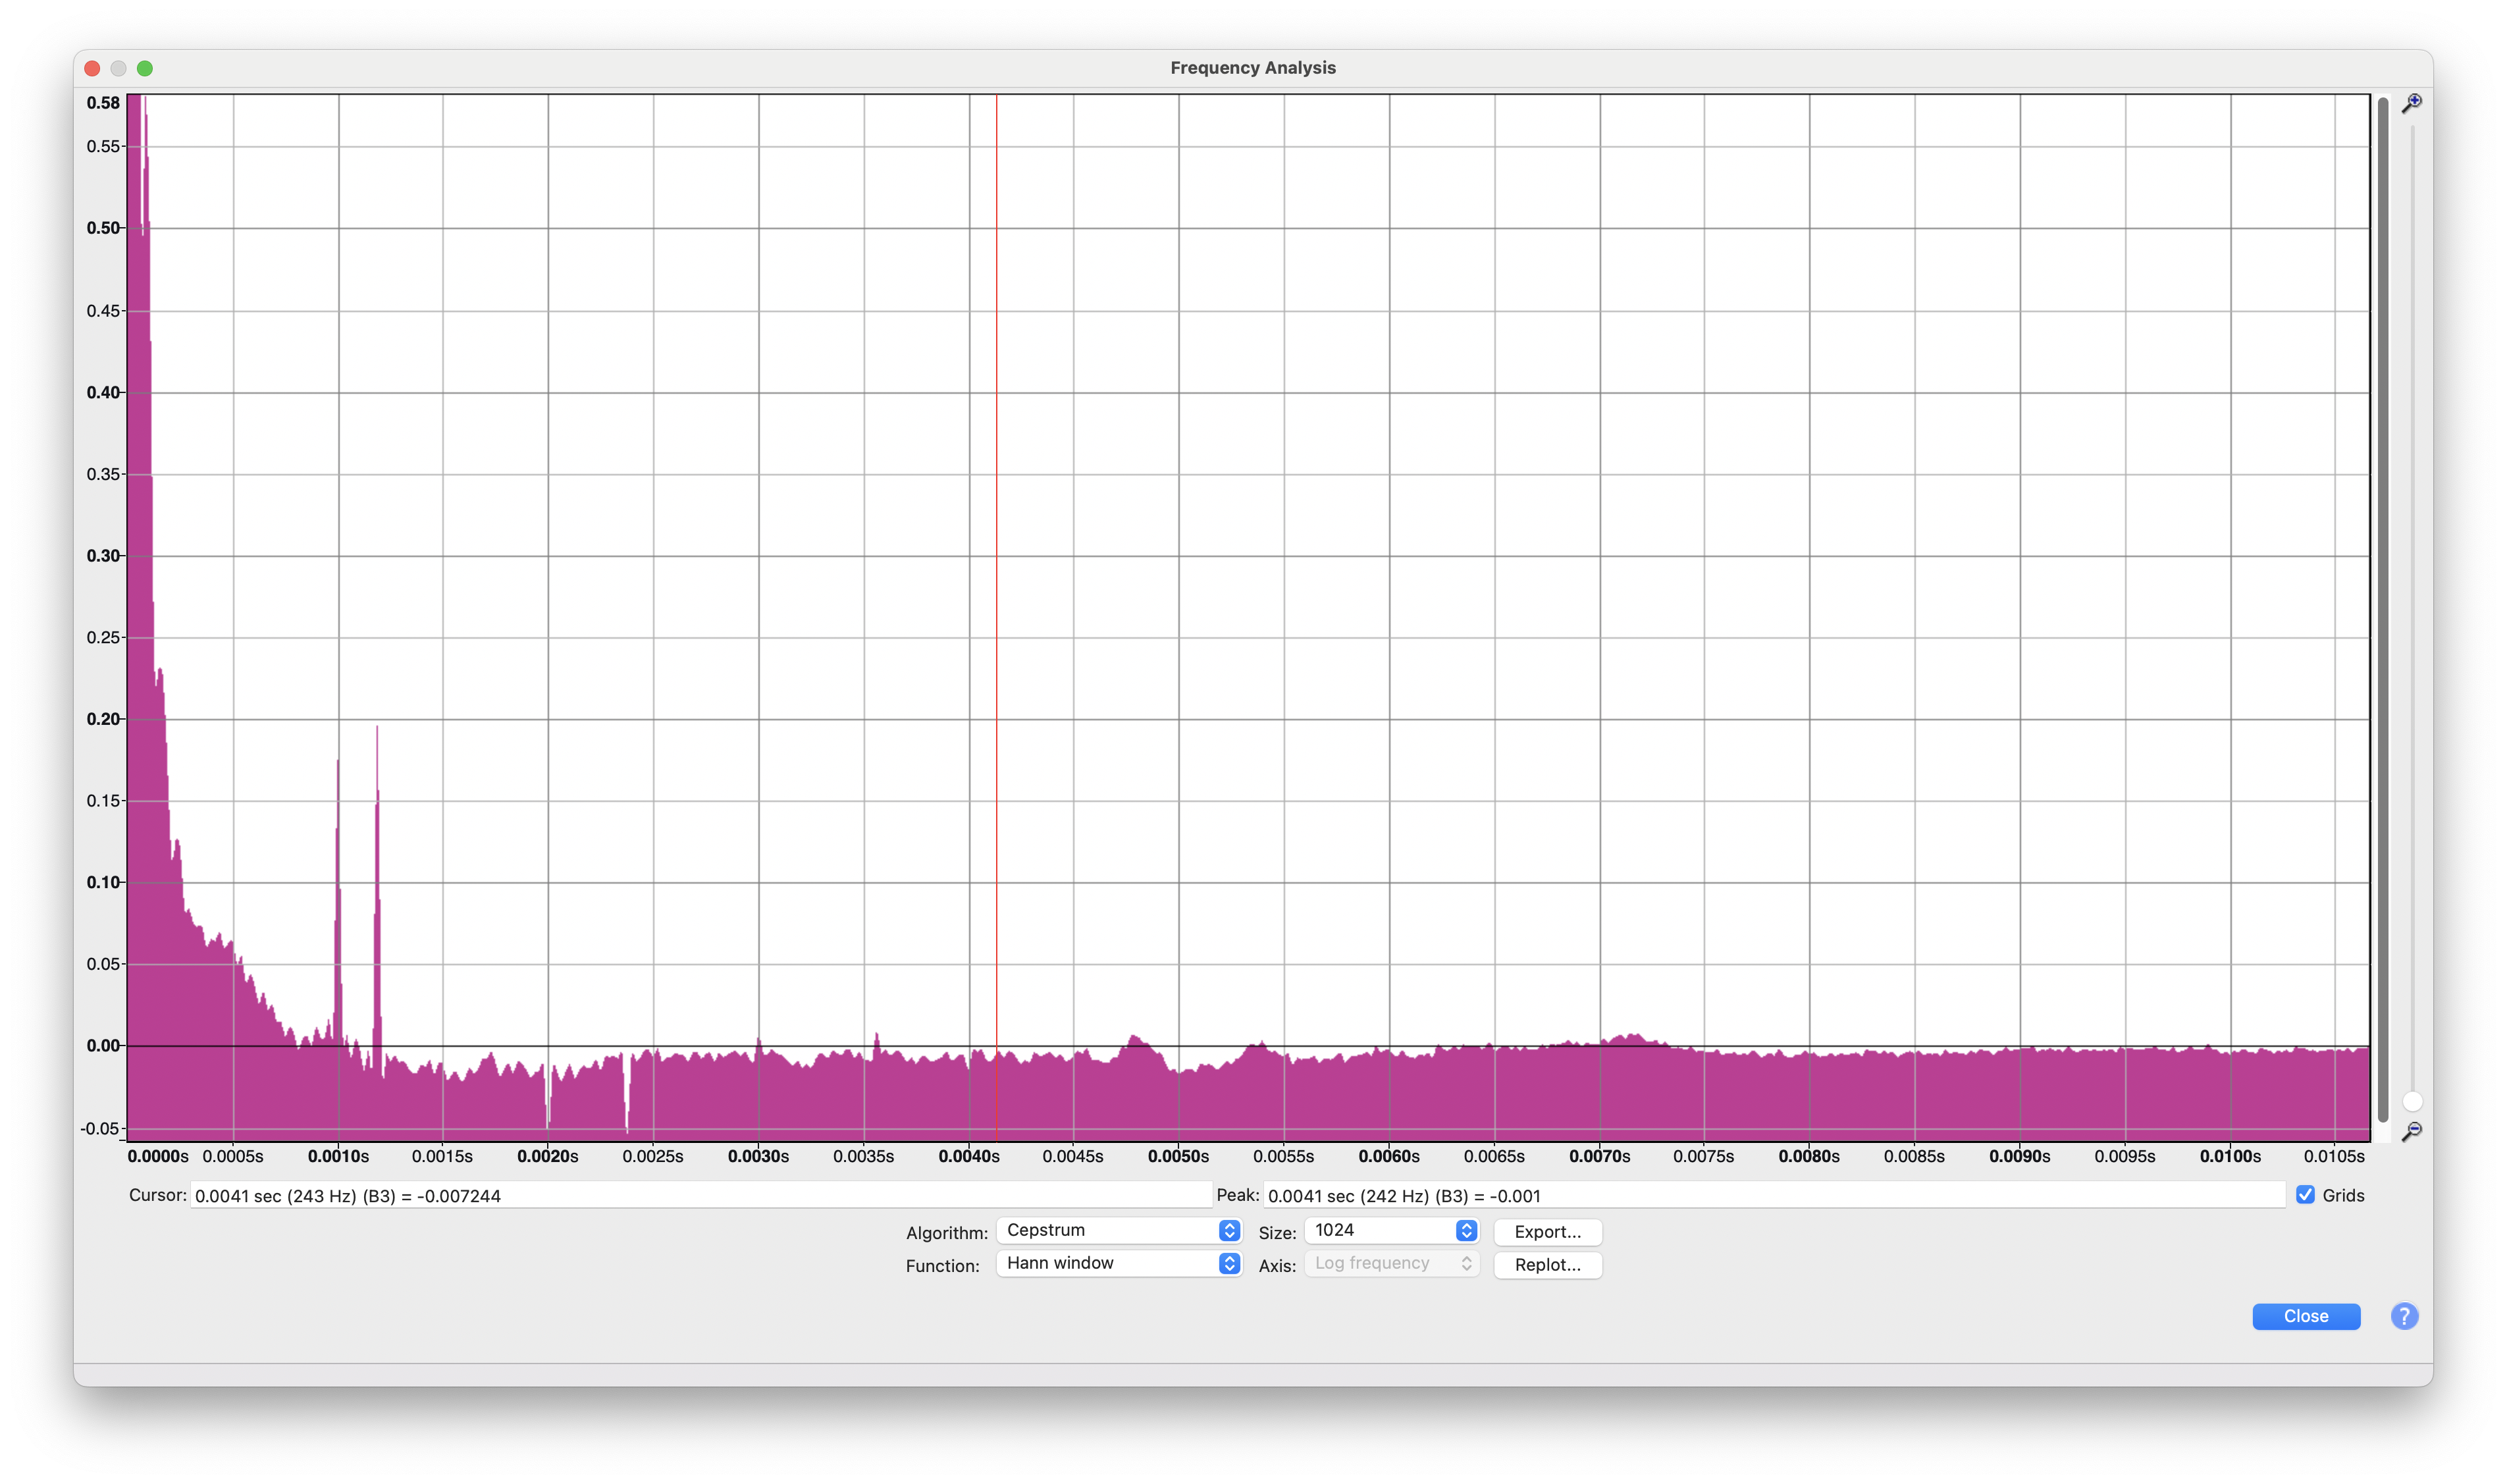 Frequency Analysis
0.58
0.55
0.50
0.45
0.40
0.35
0.30
0.25
0.20
0.15
0.10
0.05
0.00
-0.05
0.0000s 0.0005s 0.0010s 0.0015s 0.0020s 0.0025s 0.0030s 0.0035s 0.0040s 0.0045s 0.0050s 0.0055s 0.0060s 0.0065s 0.0070s 0.0075s 0.0080s 0.0085s 0.0090s 0.0095s 0.0100s 0.0105s
Cursor: 0.0041 sec (243 Hz) (B3) = -0.007244 Peak: 0.0041 sec (242 Hz) (B3) = -0.001 Grids
Algorithm: Cepstrum Size: 1024 Export...
Function: Hann window Axis: Log frequency Replot...
Close ?